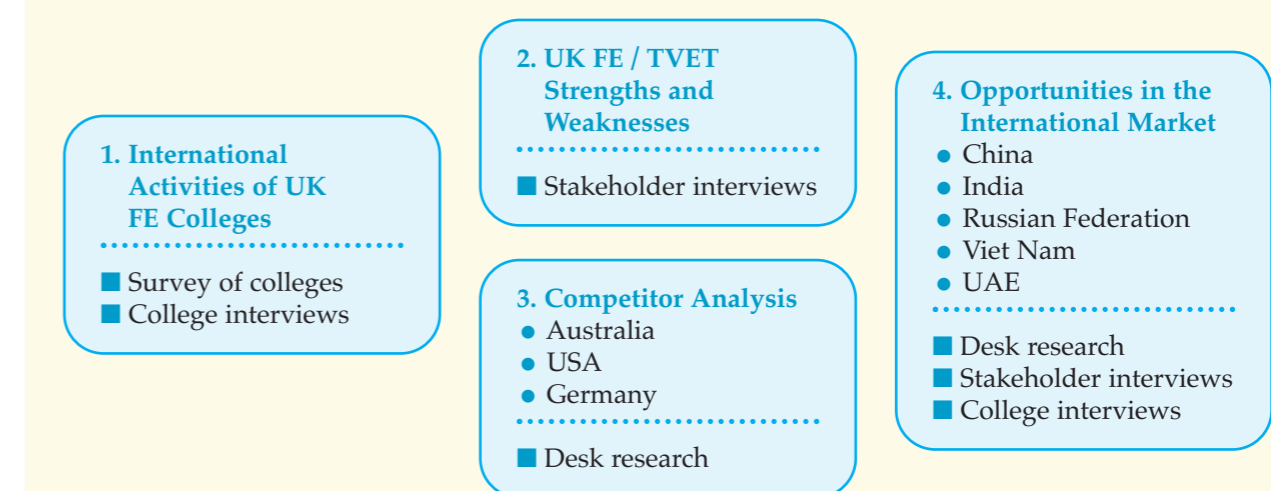 1. International
Activities of UK
FE Colleges
■ Survey of colleges
■ College interviews
2. UK FE / TVET
Strengths and
Weaknesses
■ Stakeholder interviews
3. Competitor Analysis
● Australia
● USA
● Germany
■ Desk research
4. Opportunities in the
International Market
● China
● India
● Russian Federation
● Viet Nam
● UAE
■ Desk research
■ Stakeholder interviews
■ College interviews